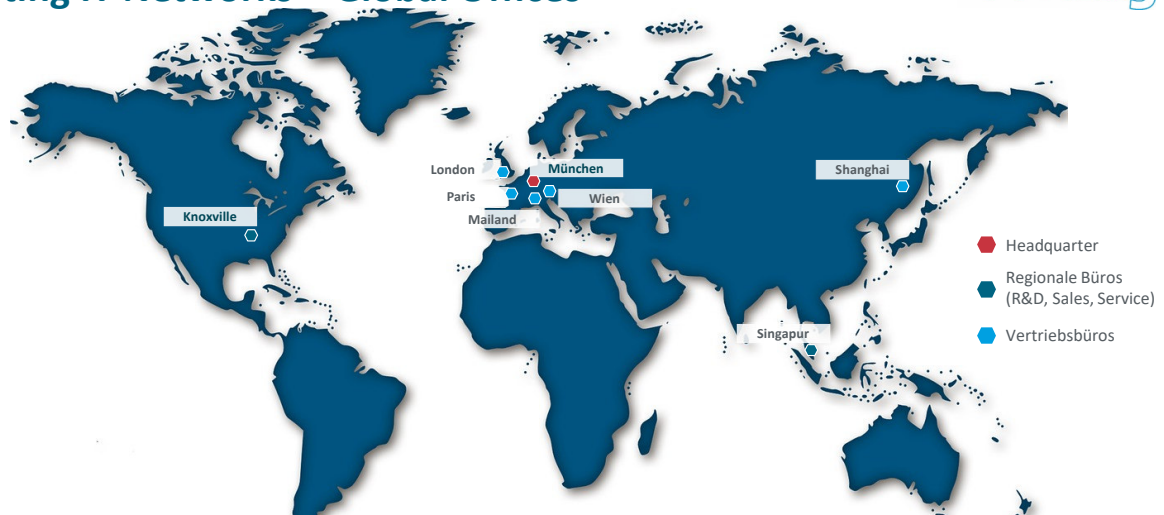 London
München
Shanghai
Paris
Wien
Knoxville
Mailand
Headquarter
Regionale Büros
(R&D, Sales, Service)
Singapur
Vertriebsbüros